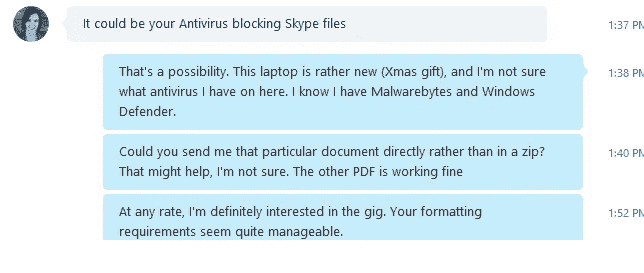 It could be your Antivirus blocking Skype files
1:37 PM
That's a possibility. This laptop is rather new (Xmas gift), and I'm not sure
1:38 PM
what antivirus I have on here. I know I have Malwarebytes and Windows
Defender.
Could you send me that particular document directly rather than in a zip?
1:40 PM
That might help, I'm not sure. The other PDF is working fine
At any rate, I'm definitely interested in the gig. Your formatting
1:52 PM
requirements seem quite manageable.